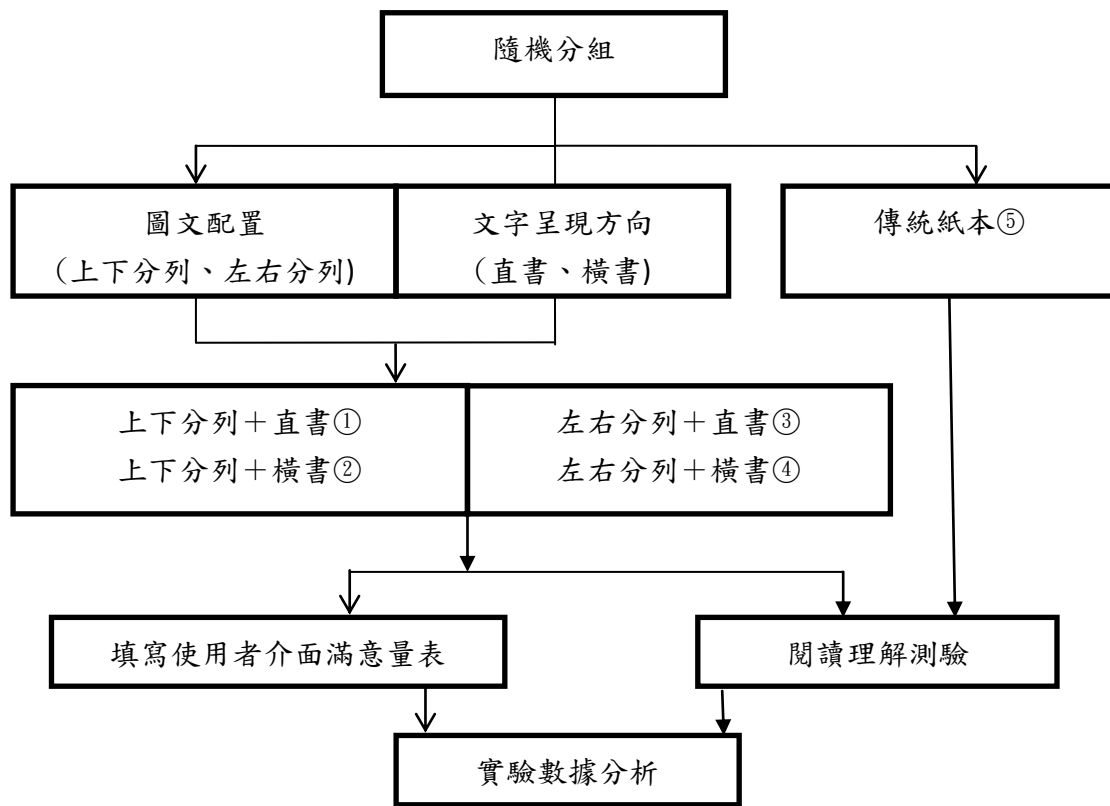 隨機分組
圖文配置
(上下分列、左右分列)
文字呈現方向
(直書、橫書)
傳統紙本⑤
上下分列＋直書①
上下分列＋橫書②
左右分列＋直書③
左右分列＋橫書④
填寫使用者介面滿意量表
閱讀理解測驗
實驗數據分析